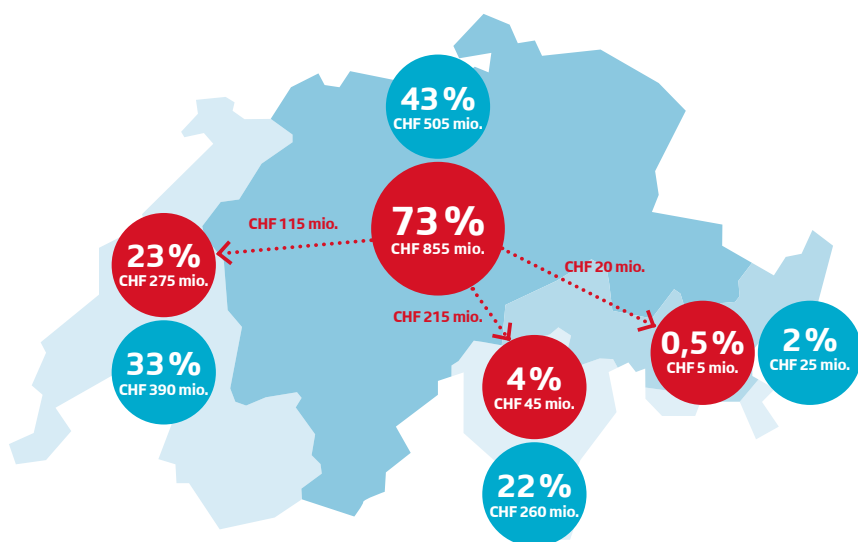 43 %
CHF 505 mio.
73 %
CHF 855 mio.
CHF 115 mio.
23 %
CHF 275 mio.
CHF 20 mio.
CHF 215 mio.
33 %
CHF 390 mio.
4 %
CHF 45 mio.
0,5 %
CHF 5 mio.
2 %
CHF 25 mio.
22 %
CHF 260 mio.